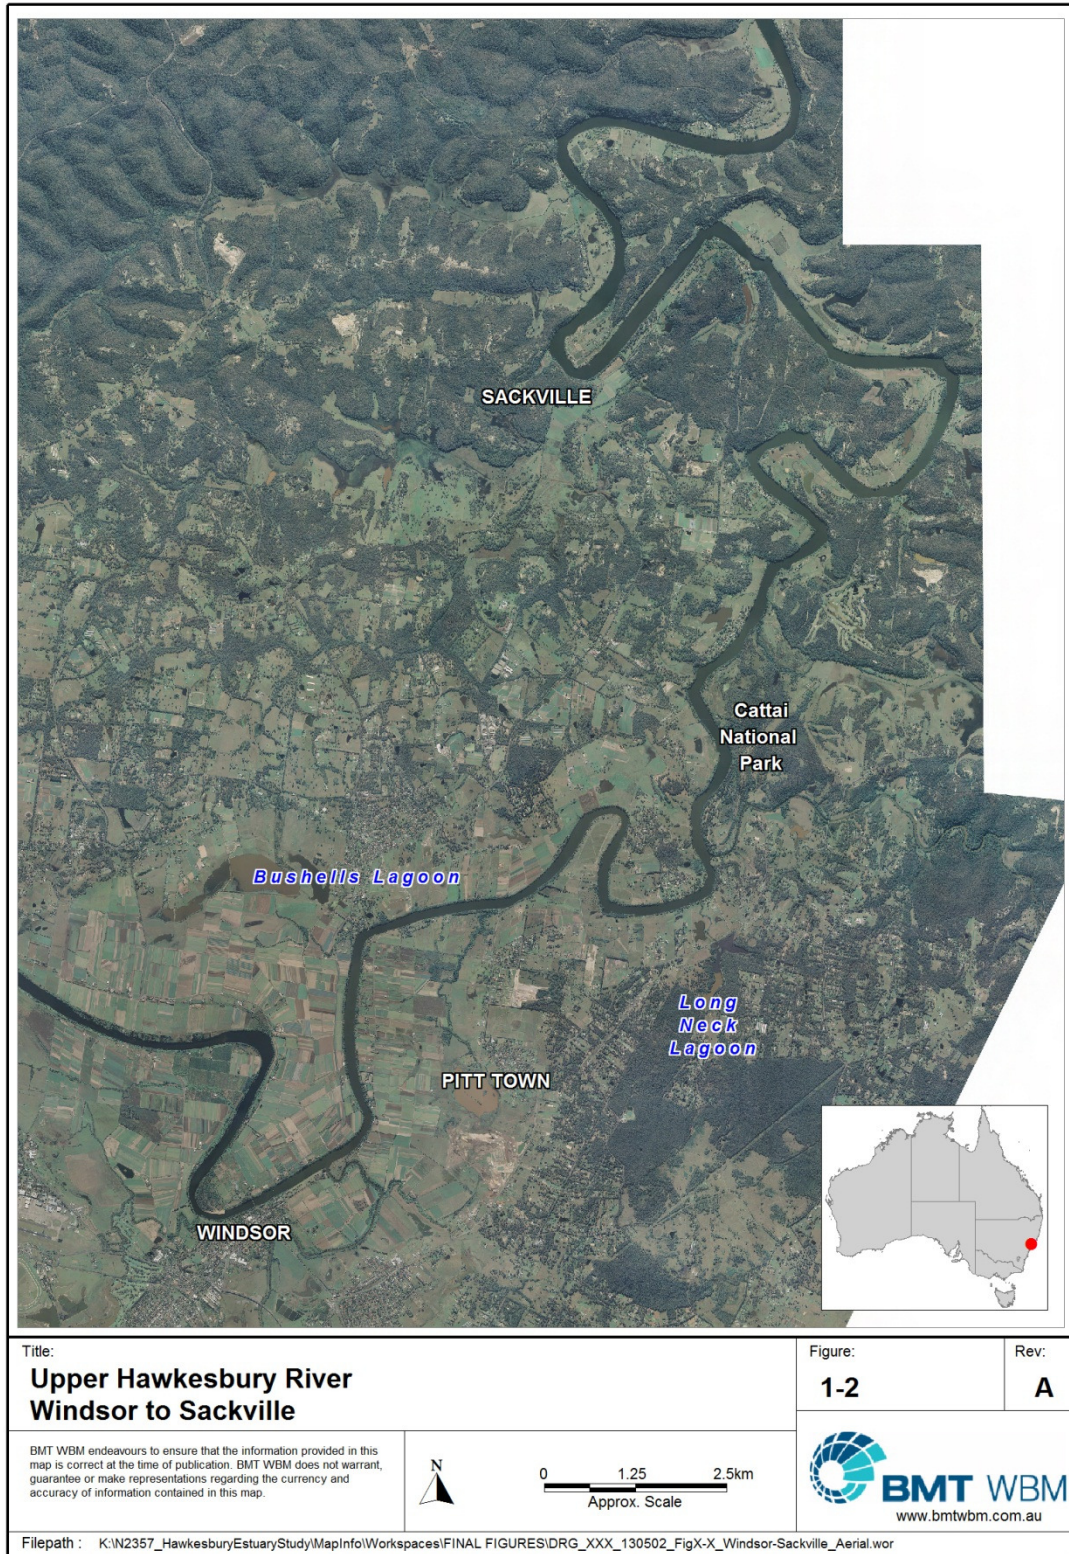 SACKVILLE
Cattai
National
Park
Bushells Lagoon
Long
Neck
Lagoon
PITT TOWN
WINDSOR
Title:
Upper Hawkesbury River
Windsor to Sackville
Figure:
1-2
Rev:
A
BMT WBM endeavours to ensure that the information provided in this
map is correct at the time of publication. BMT WBM does not warrant,
guarantee or make representations regarding the currency and
accuracy of information contained in this map.
N
0 1.25 2.5km
Approx. Scale
BMT WBM
www.bmtwbm.com.au
Filepath : K:\N2357_HawkesburyEstuaryStudy\MapInfo\Workspaces\FINAL FIGURES\DRG_XXX_130502_FigX-X_Windsor-Sackville_Aerial.wor